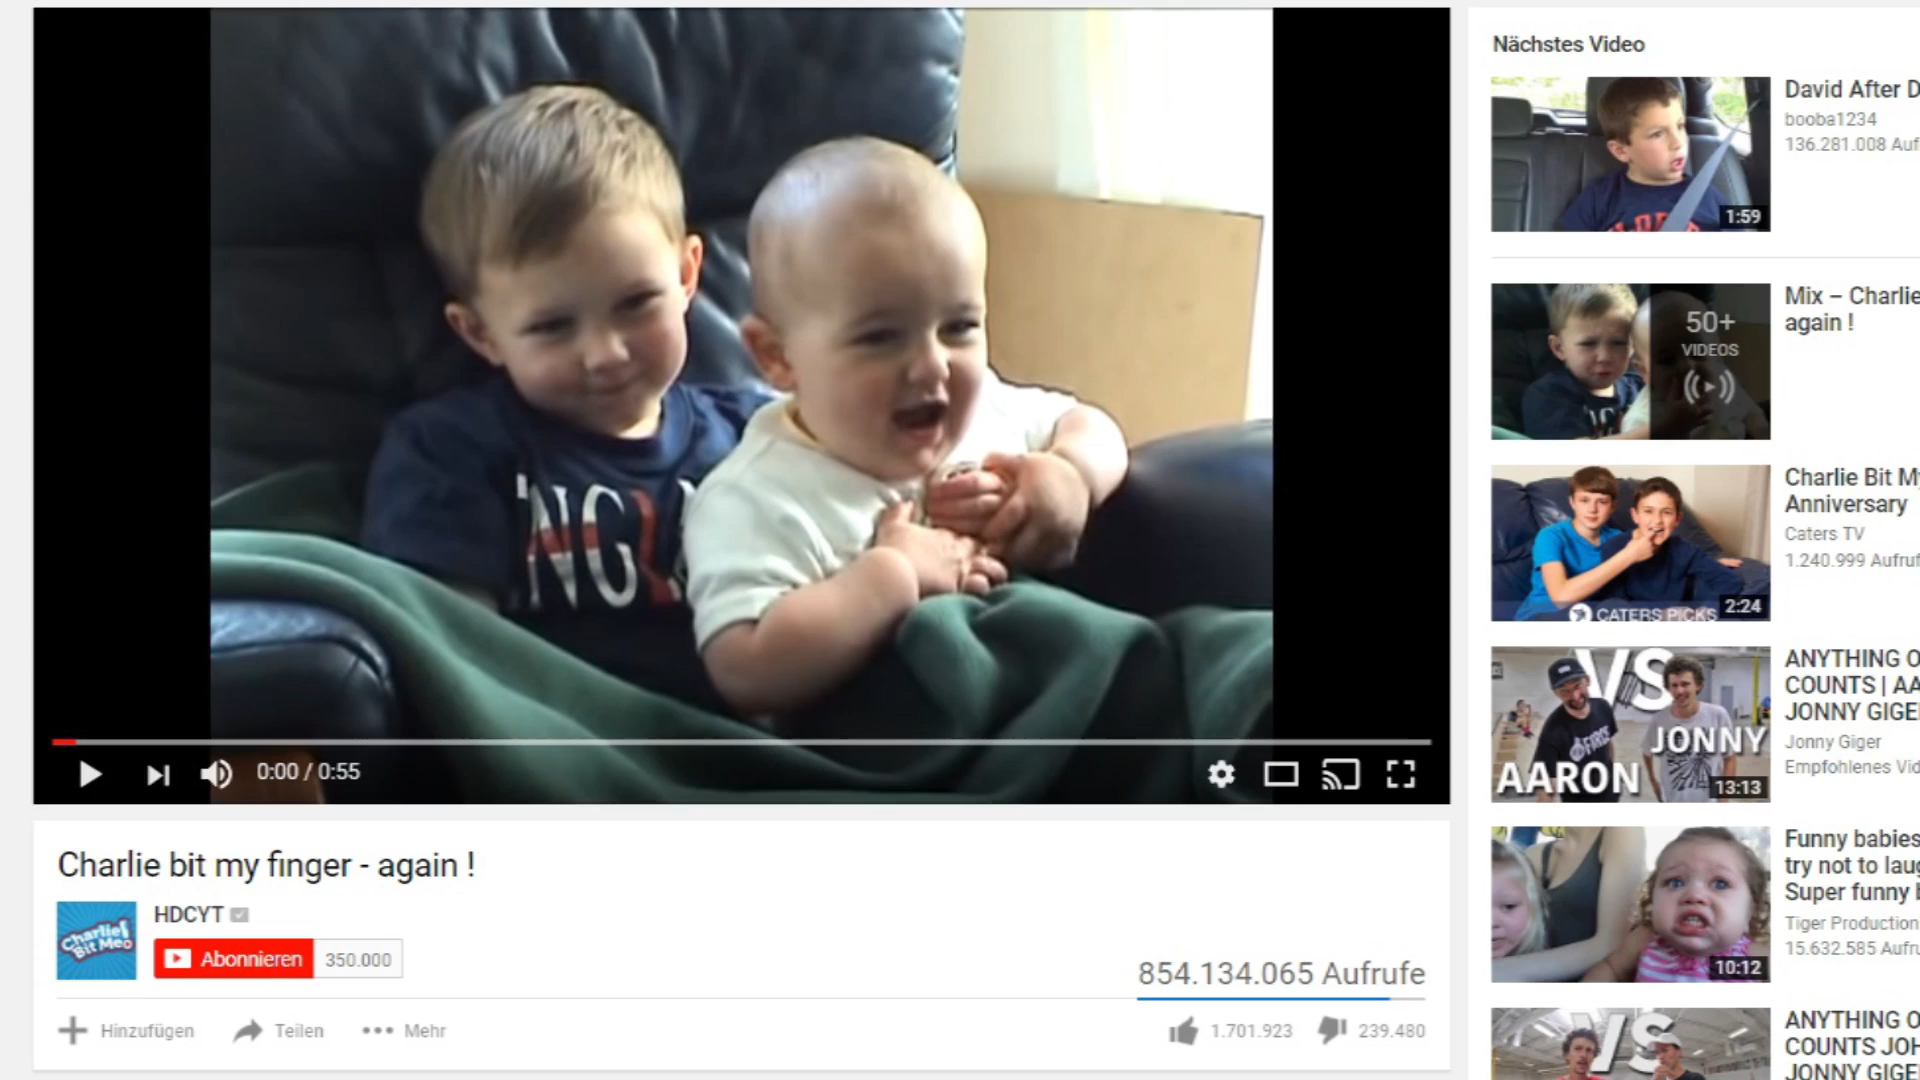 NGL
0:00 / 0:55
Charlie bit my finger - again !
Charlie
Bit Me
HDCYT
Abonnieren 350.000
854.134.065 Aufrufe
Hinzufügen Teilen Mehr
1.701.923 239.480
Nächstes Video
1:59
David After D
booba1234
136.281.008 Auf
50+
VIDEOS
Mix – Charlie
again !
CATERS PICKS 2:24
Charlie Bit My
Anniversary
Caters TV
1.240.999 Aufruf
VS
JONNY
AARON
13:13
ANYTHING O
COUNTS | AA
JONNY GIGE
Jonny Giger
Empfohlenes Vid
10:12
Funny babies
try not to laug
Super funny b
Tiger Production
15.632.585 Aufru
VS
ANYTHING O
COUNTS JOH
JONNY GIGE